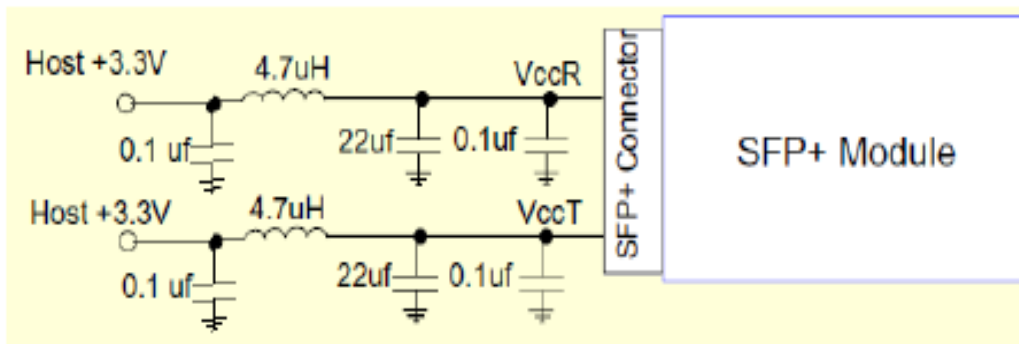 Host +3.3V
4.7uH
VccR
0.1 uf
22uf
0.1uf
Host +3.3V
4.7uH
VccT
0.1 uf
22uf
0.1uf
SFP+ Connector
SFP+ Module